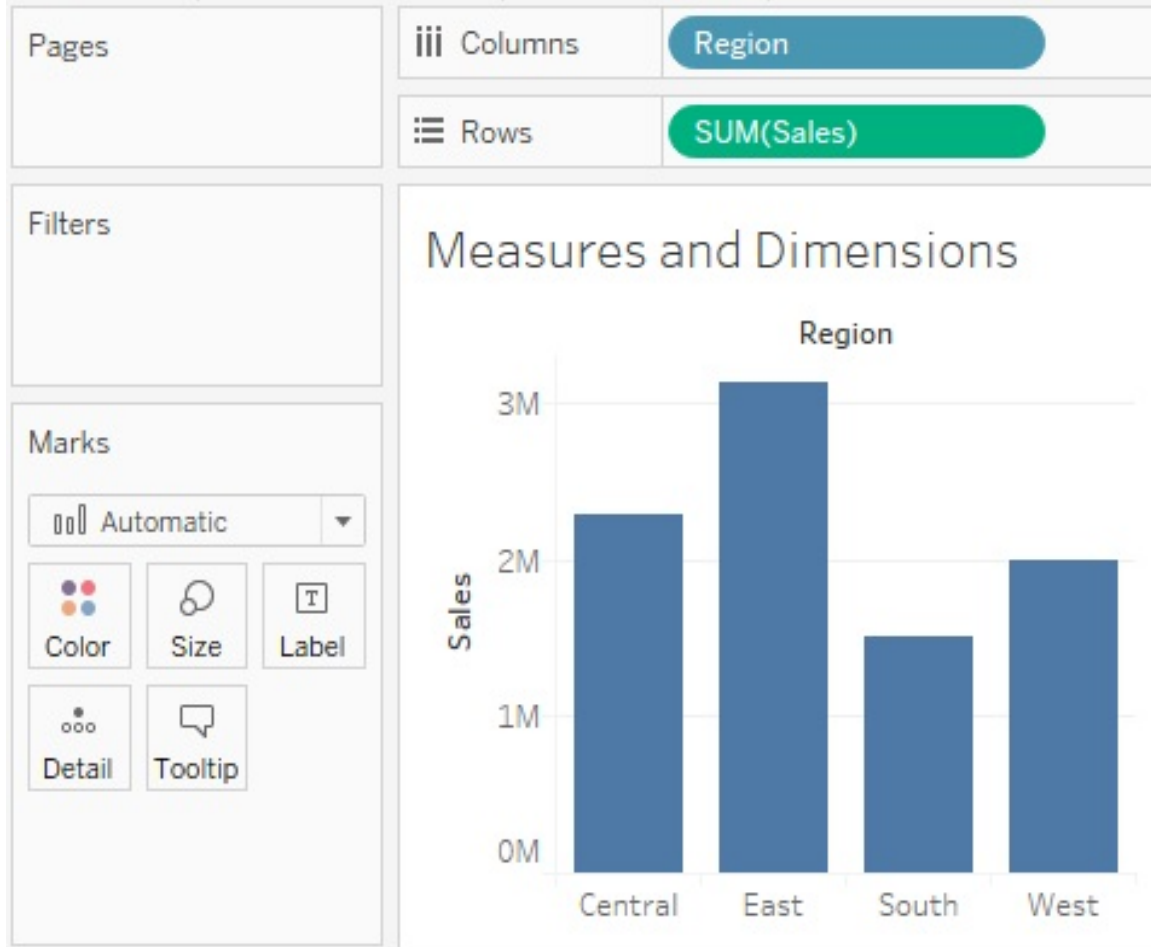 Pages
Columns
Region
Rows
SUM(Sales)
Filters
Measures and Dimensions
Region
Marks
Automatic
Color
Size
T
Label
Detail
Tooltip
Sales
3M
2M
1M
0M
Central
East
South
West